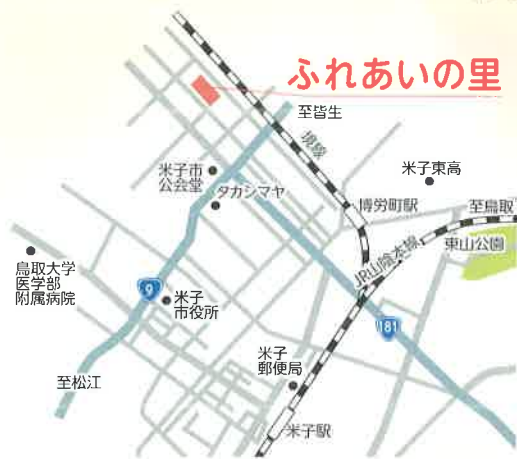 ふれあいの里
至皆生
境線
米子市
公会堂
タカシマヤ
米子東高
博労町駅
至鳥取
東山公園
JR山陰本線
鳥取大学
医学部
附属病院
9
米子
市役所
181
米子
郵便局
至松江
米子駅